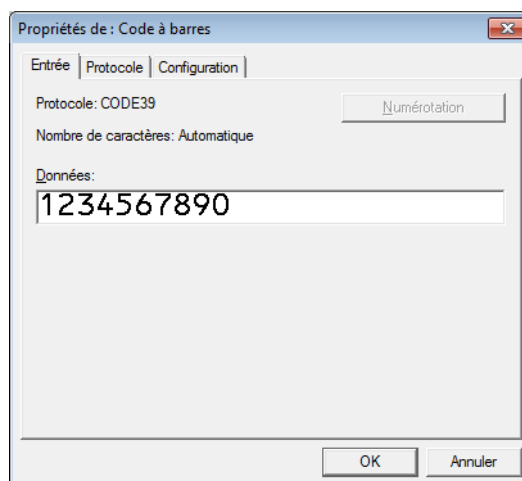 Propriétés de : Code à barres
Entrée Protocole Configuration
Protocole: CODE39
Numérotation
Nombre de caractères: Automatique
Données:
1234567890
OK Annuler